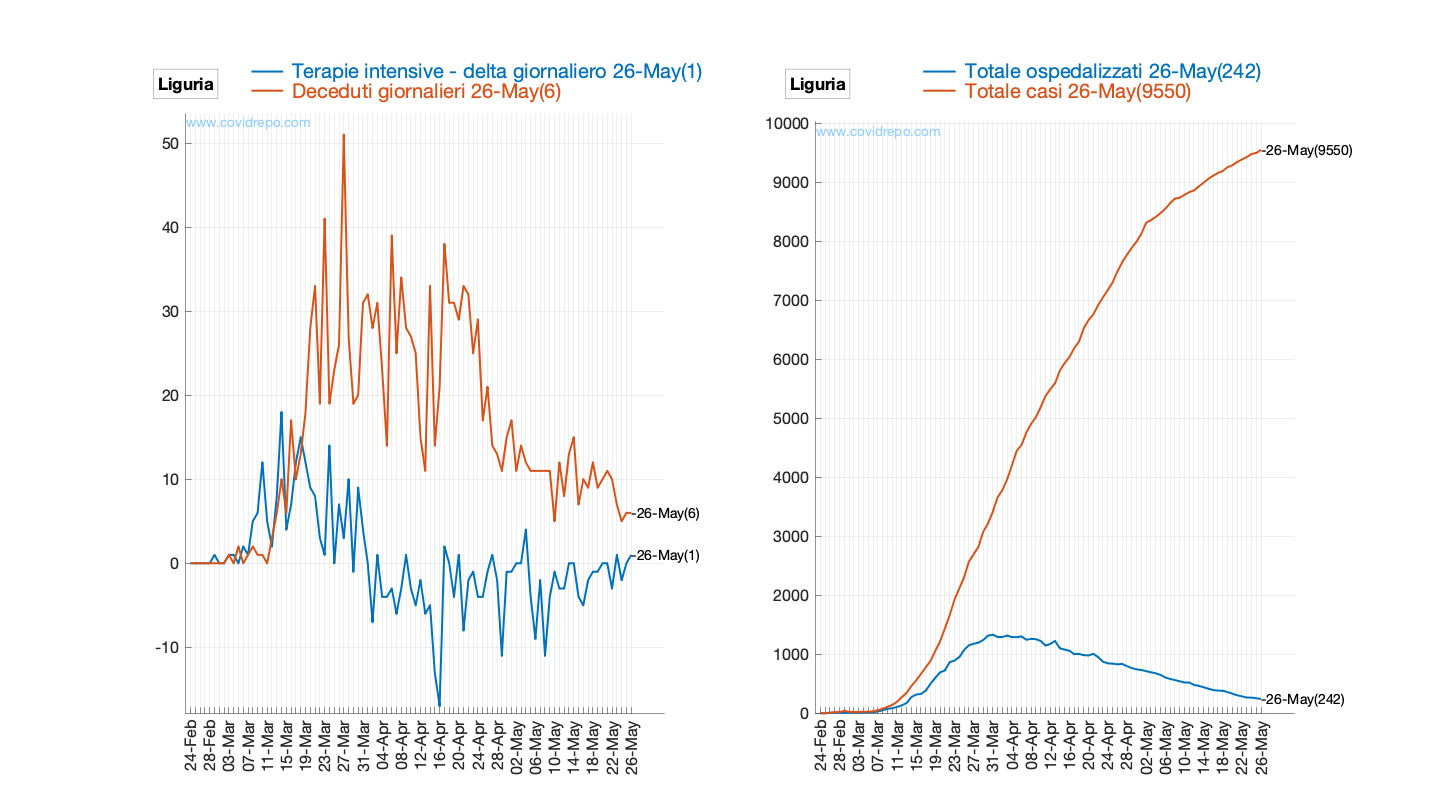 Liguria
Terapie intensive - delta giornaliero 26-May(1)
Deceduti giornalieri 26-May(6)
www.covidrepo.com
50
40
30
20
10
0
-10
-26-May(6)
-26-May(1)
24-Feb
28-Feb
03-Mar
07-Mar
11-Mar
15-Mar
19-Mar
23-Mar
27-Mar
31-Mar
04-Apr
08-Apr
12-Apr
16-Apr
20-Apr
24-Apr
28-Apr
02-May
06-May
10-May
14-May
18-May
22-May
26-May
Liguria
Totale ospedalizzati 26-May(242)
Totale casi 26-May(9550)
www.covidrepo.com
10000
9000
8000
7000
6000
5000
4000
3000
2000
1000
0
-26-May(9550)
-26-May(242)
24-Feb
28-Feb
03-Mar
07-Mar
11-Mar
15-Mar
19-Mar
23-Mar
27-Mar
31-Mar
04-Apr
08-Apr
12-Apr
16-Apr
20-Apr
24-Apr
28-Apr
02-May
06-May
10-May
14-May
18-May
22-May
26-May